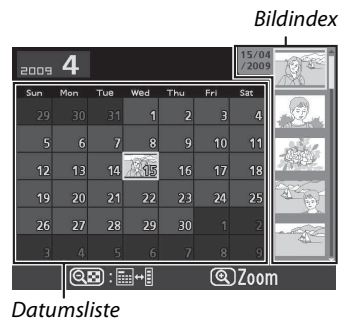 Bildindex
2009 4
15/04
/2009
Sun Mon Tue Wed Thu Fri Sat
29 30 31 1 2 3 4
5 6 7 8 9 10 11
12 13 14 15 16 17 18
19 20 21 22 23 24 25
26 27 28 29 30 1 2
3 4 5 6 7 8 9
: Zoom
Datumsliste